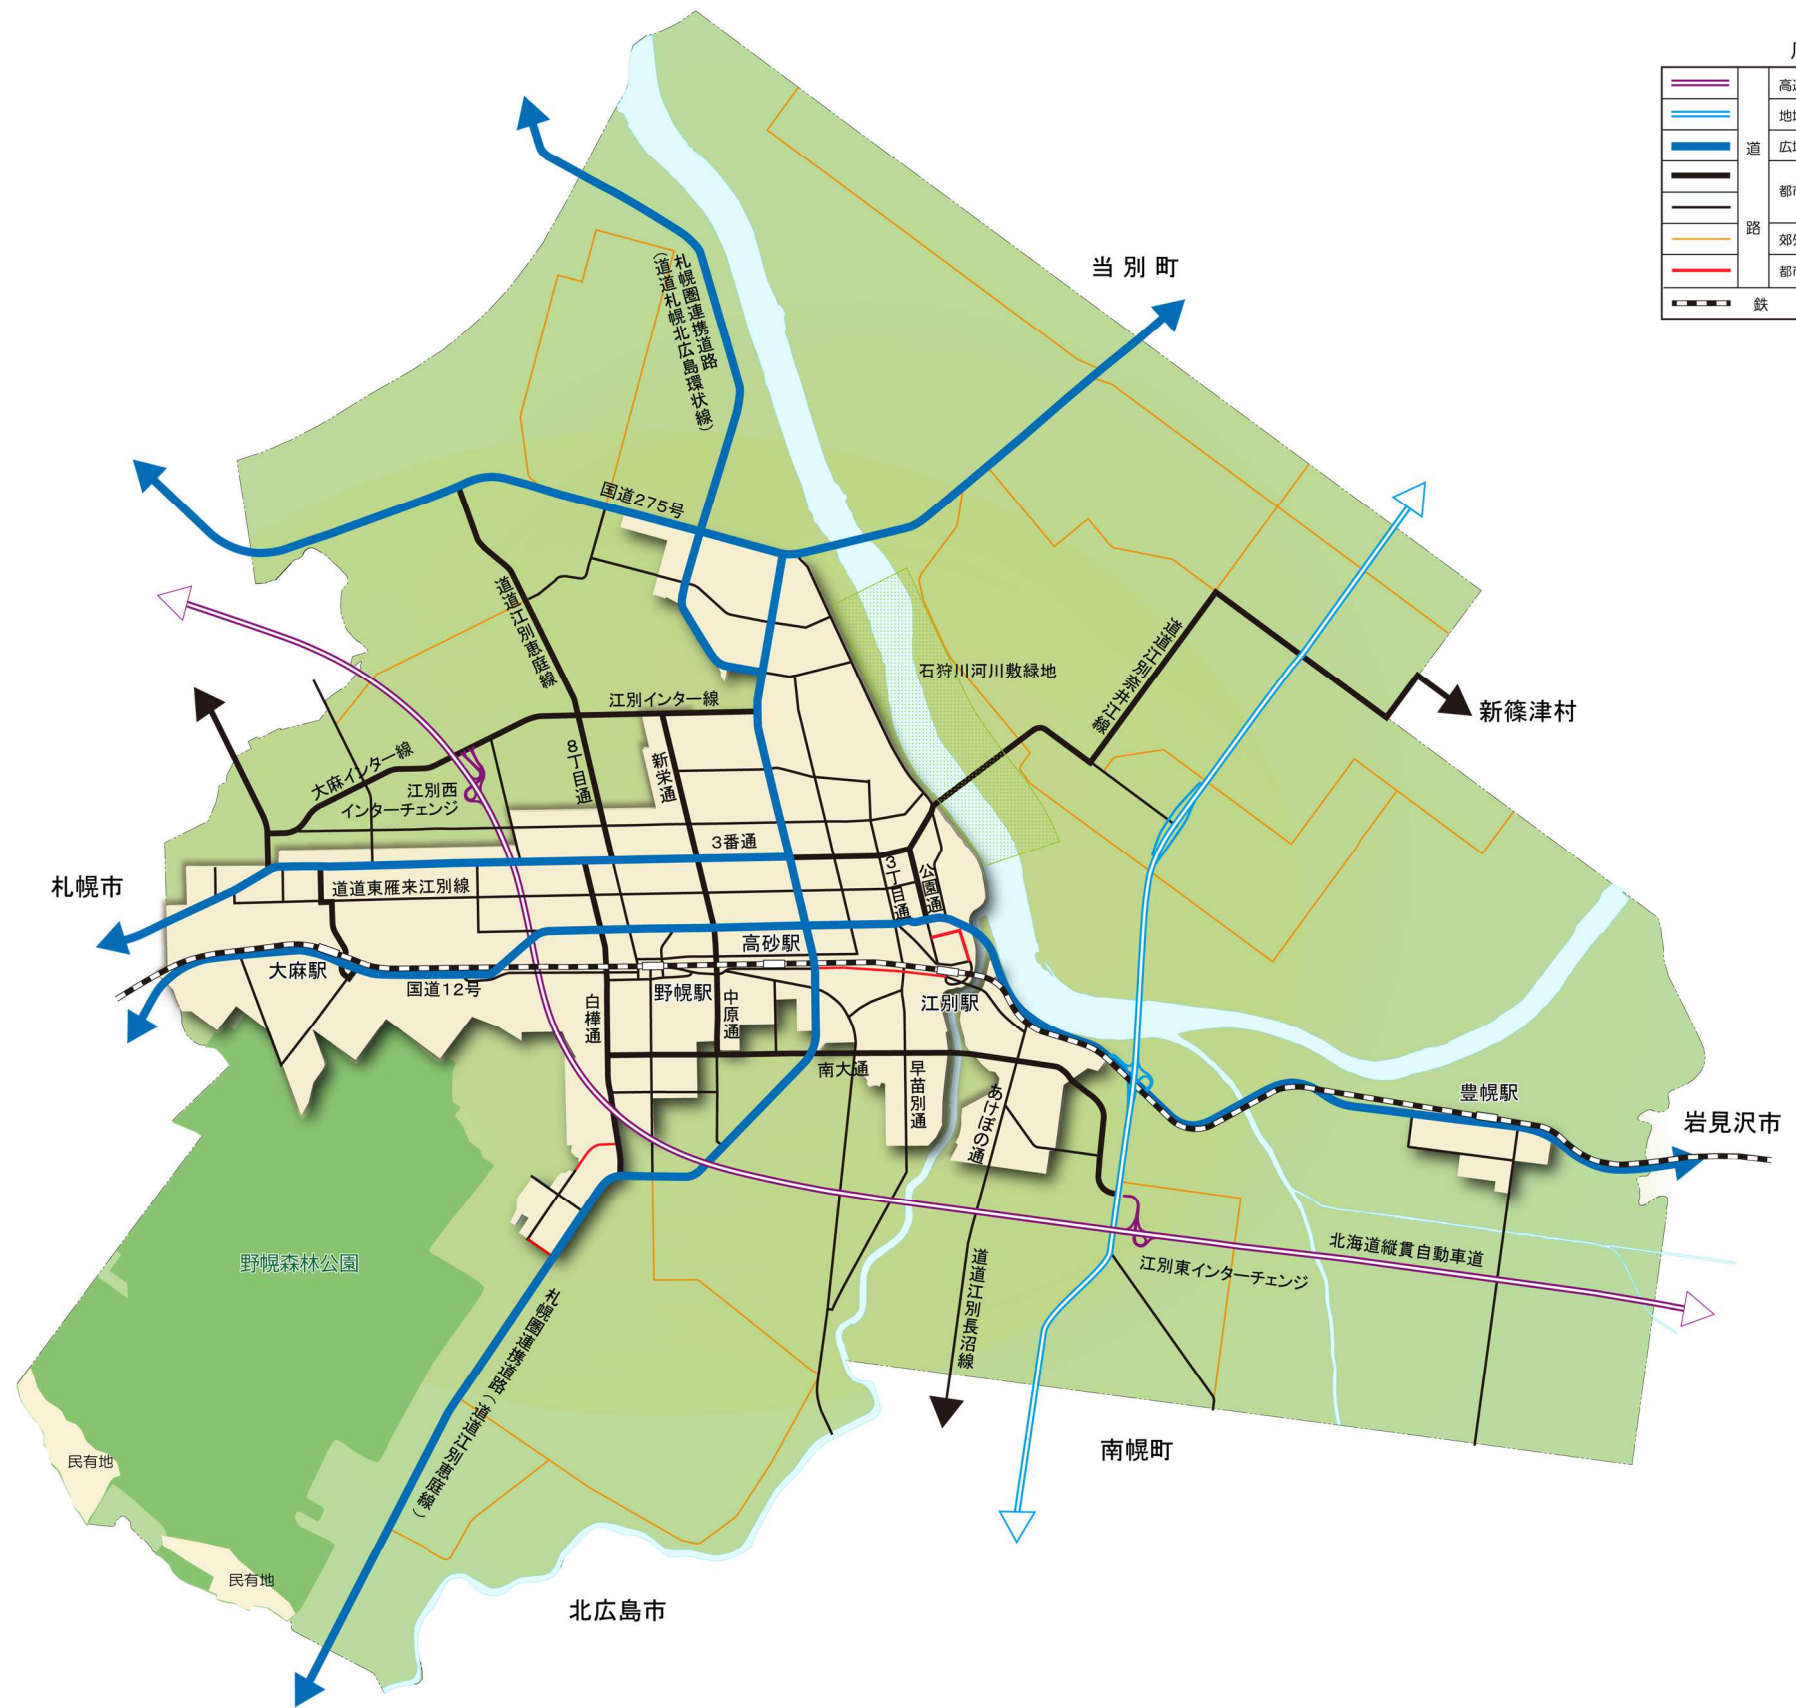 高速
道
路
鉄
当別町
札幌圏連携道路
（道道札幌北広島環状線）
国道275号
道道江別恵庭線
石狩川河川敷緑地
道道江別奈井江線
新篠津村
江別インター線
大麻インター線
8丁目通
新栄通
江別西
インターチェンジ
3番通
3丁目通
公園通
札幌市
道道東雁来江別線
高砂駅
大麻駅
国道12号
野幌駅
江別駅
白樺通
中原通
南大通
早苗別通
あけぼの通
豊幌駅
岩見沢市
野幌森林公園
北海道縦貫自動車道
江別東インターチェンジ
道道江別長沼線
札幌圏連携道路（道道江別恵庭線）
南幌町
民有地
民有地
北広島市